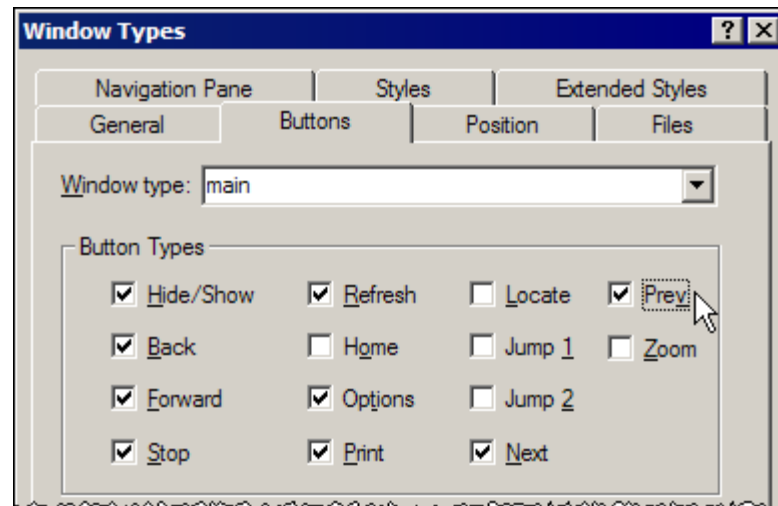 Window Types
Navigation Pane Styles Extended Styles
General Buttons Position Files
Window type: main
Button Types
Hide/Show Refresh Locate Prev
Back Home Jump 1 Zoom
Forward Options Jump 2
Stop Print Next